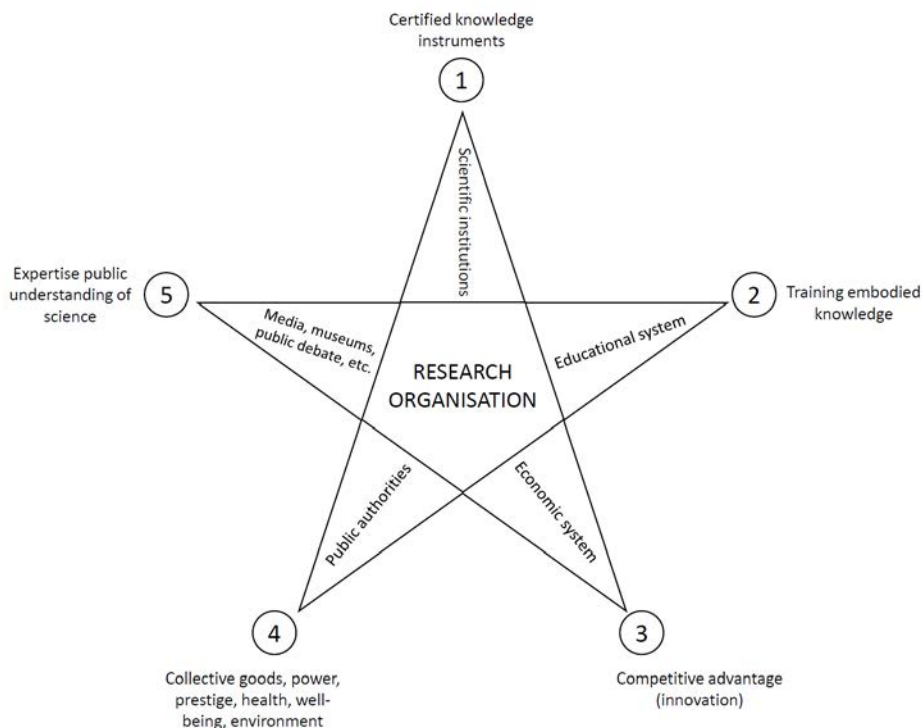 Certified knowledge
instruments
1
Scientific institutions
Expertise public
understanding of
science
5
Media, museums,
public debate, etc.
RESEARCH
ORGANISATION
Educational system
2
Training embodied
knowledge
Public authorities
Economic system
4
Collective goods, power,
prestige, health, well-
being, environment
3
Competitive advantage
(innovation)